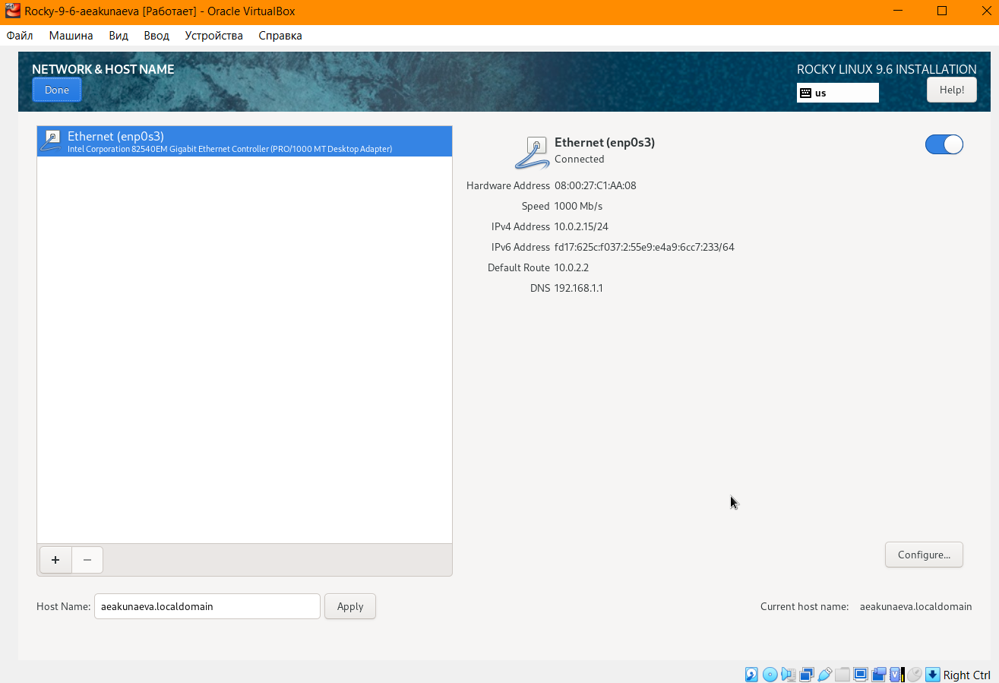 Rocky-9-6-aeakunaeva [Работает] - Oracle VirtualBox
Файл Машина Вид Ввод Устройства Справка
NETWORK & HOST NAME
ROCKY LINUX 9.6 INSTALLATION
Done
us
Help!
Ethernet (enp0s3)
Intel Corporation 82540EM Gigabit Ethernet Controller (PRO/1000 MT Desktop Adapter)
Ethernet (enp0s3)
Connected
Hardware Address 08:00:27:C1:AA:08
Speed 1000 Mb/s
IPv4 Address 10.0.2.15/24
IPv6 Address fd17:625c:f037:2:55e9:e4a9:6cc7:233/64
Default Route 10.0.2.2
DNS 192.168.1.1
+ −
Configure...
Host Name: aeakunaeva.localdomain Apply
Current host name: aeakunaeva.localdomain
Right Ctrl